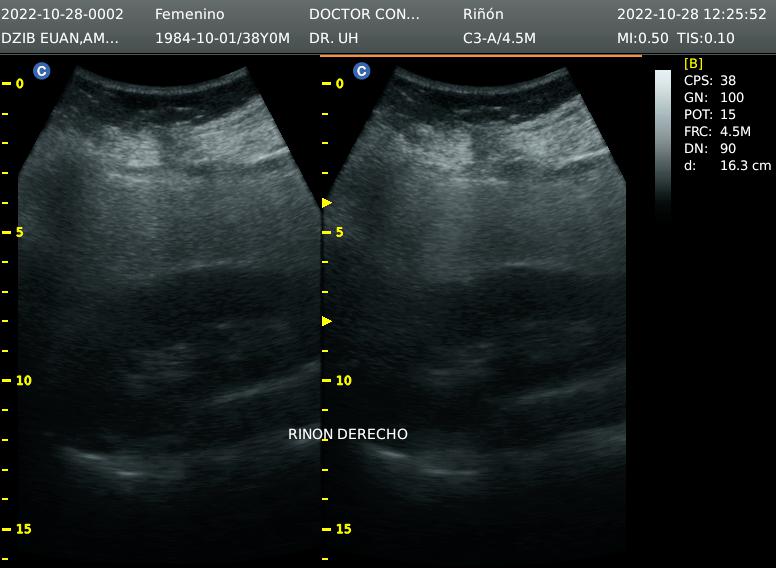 2022-10-28-0002 Femenino DOCTOR CON... Riñón 2022-10-28 12:25:52
DZIB EUAN,AM... 1984-10-01/38Y0M DR. UH C3-A/4.5M MI:0.50 TIS:0.10
C C [B]
0 0 CPS: 38
GN: 100
POT: 15
FRC: 4.5M
DN: 90
d: 16.3 cm
5 5
10 10
RINON DERECHO
15 15